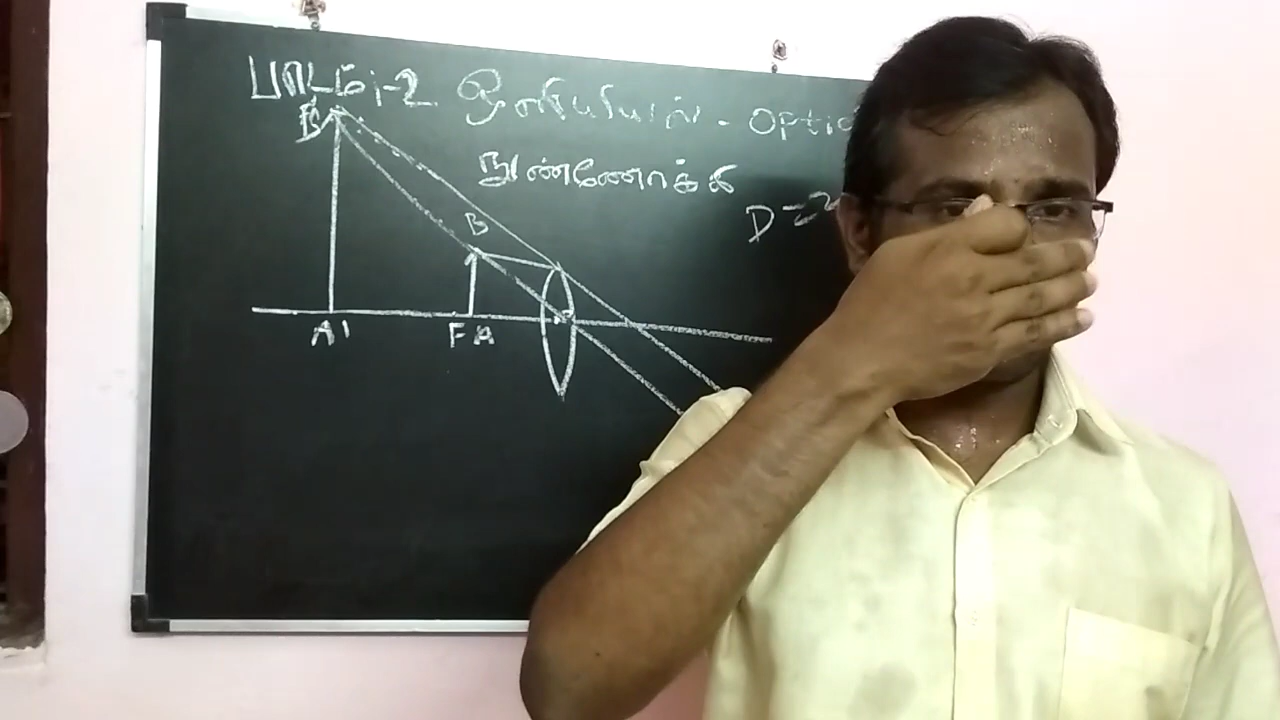 பாடம்-2 ஒளியியல் - Optic
நுண்ணோக்கி
D = 2
B'
B
A'
F A